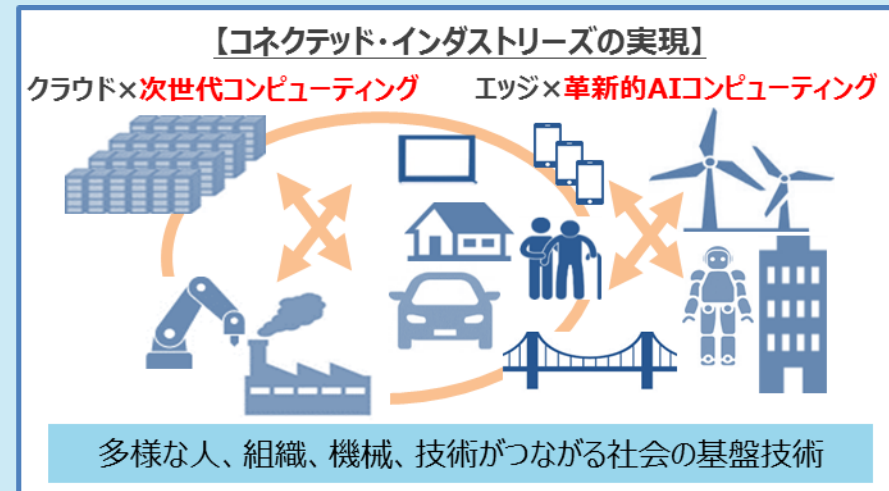 【コネクテッド・インダストリーズの実現】
クラウド×次世代コンピューティング
エッジ×革新的AIコンピューティング
多様な人、組織、機械、技術がつながる社会の基盤技術